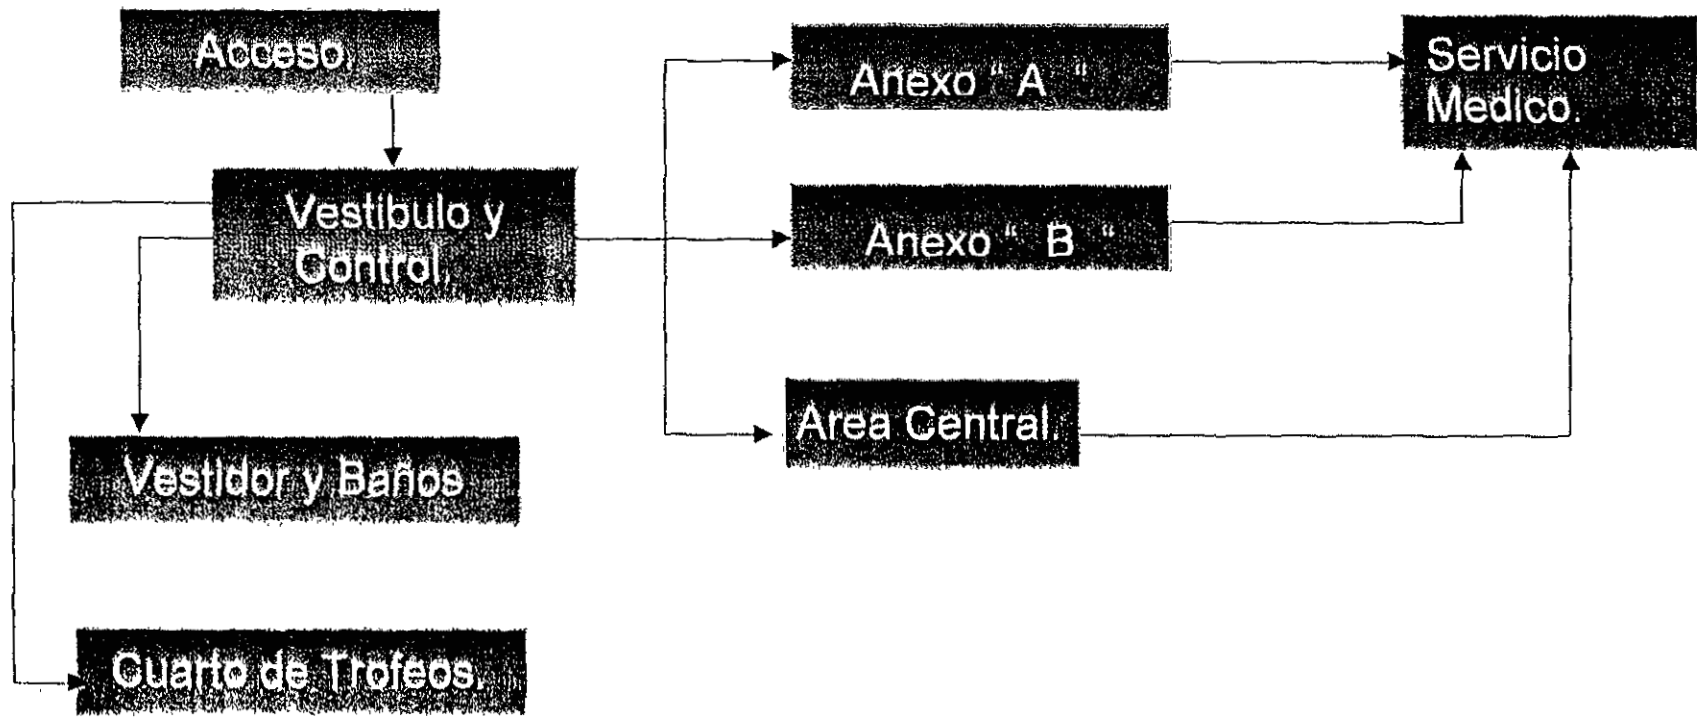 Acceso.
Vestibulo y
Control.
Vestidor y Baños
Cuarto de Trofeos.
Anexo “ A “
Anexo “ B “
Area Central.
Servicio
Medico.